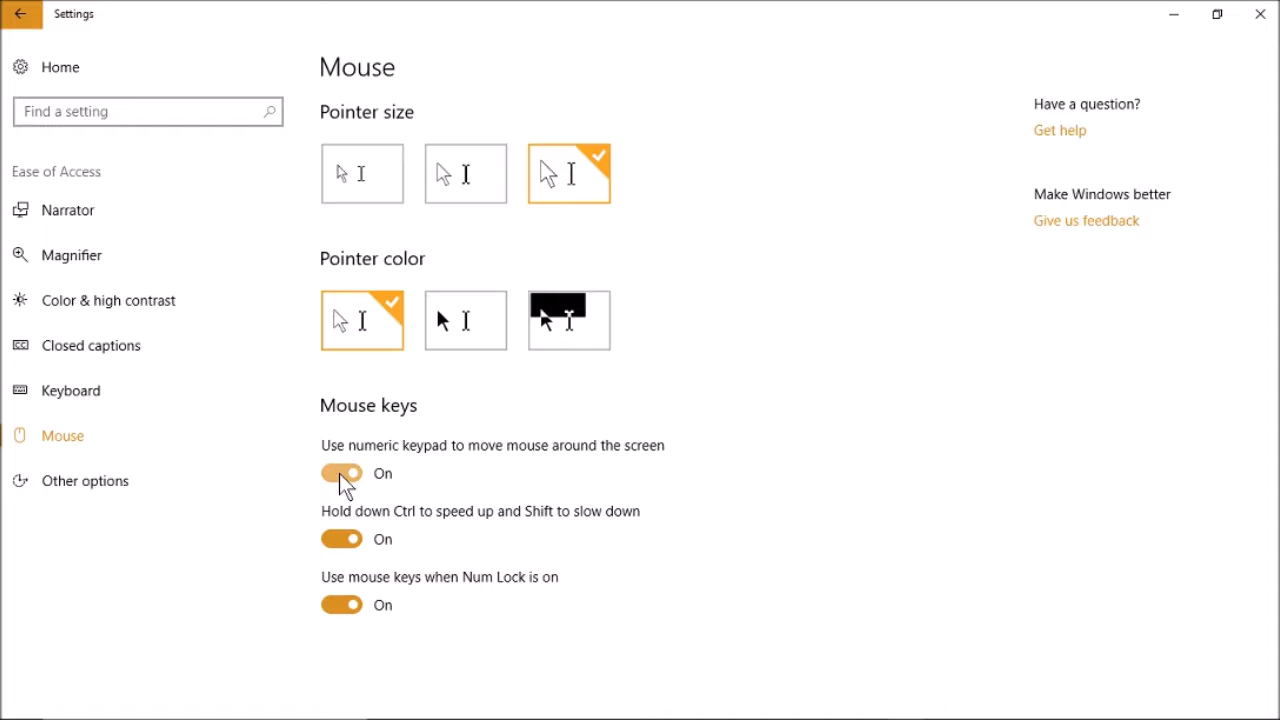 Settings
Home
Find a setting
Ease of Access
Narrator
Magnifier
Color & high contrast
CC Closed captions
Keyboard
Mouse
Other options
Mouse
Pointer size
Pointer color
Mouse keys
Use numeric keypad to move mouse around the screen
On
Hold down Ctrl to speed up and Shift to slow down
On
Use mouse keys when Num Lock is on
On
Have a question?
Get help
Make Windows better
Give us feedback